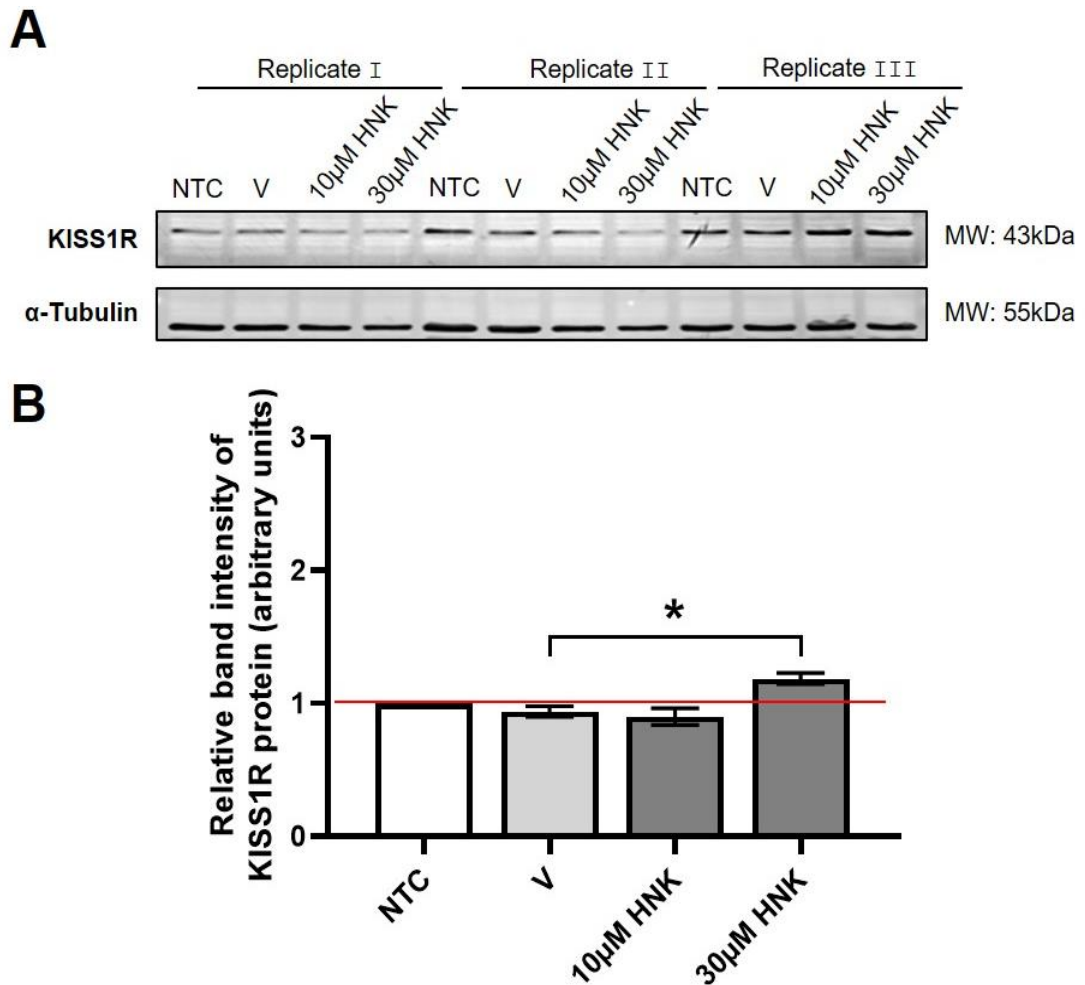 A
Replicate I Replicate II Replicate III
NTC V 10µM HNK 30µM HNK NTC V 10µM HNK 30µM HNK NTC V 10µM HNK 30µM HNK
KISS1R MW: 43kDa
α-Tubulin MW: 55kDa
B
Relative band intensity of
KISS1R protein (arbitrary units)
3
2
1
0
*
NTC V 10µM HNK 30µM HNK